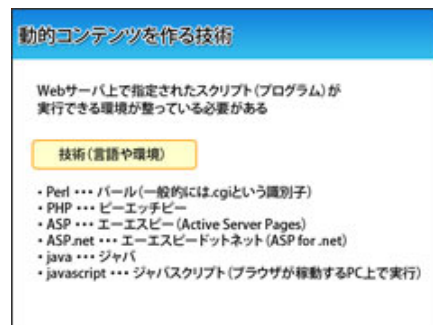 動的コンテンツを作る技術
Webサーバ上で指定されたスクリプト(プログラム)が
実行できる環境が整っている必要がある
技術(言語や環境)
・Perl ・・・ パール(一般的には.cgiという識別子)
・PHP ・・・ ピーエッチピー
・ASP ・・・ エーエスピー(Active Server Pages)
・ASP.net ・・・ エーエスピードットネット(ASP for .net)
・java ・・・ ジャバ
・javascript ・・・ ジャバスクリプト(ブラウザが稼動するPC上で実行)